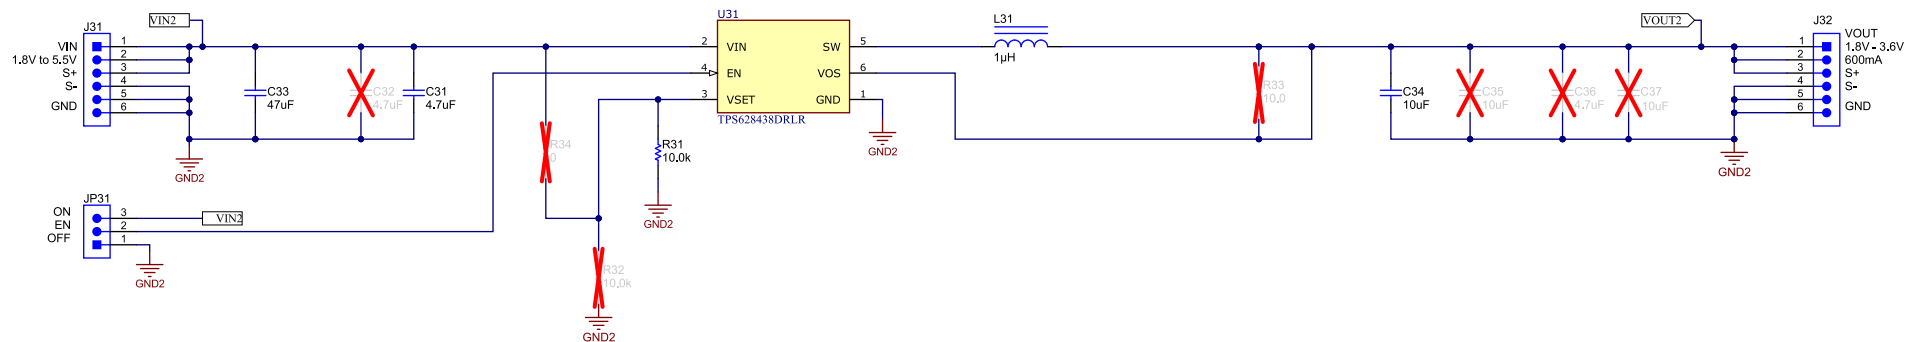 VIN2
J31
VIN
1.8V to 5.5V
S+
S-
GND
1
2
3
4
5
6
GND2
C33
47uF
C32
4.7uF
C31
4.7uF
JP31
ON
EN
OFF
3
2
1
VIN2
GND2
R34
0
R32
10.0k
GND2
R31
10.0k
GND2
U31
2
VIN
4
EN
3
VSET
SW
5
VOS
6
GND
1
TPS628438DRLR
GND2
L31
1µH
R33
10.0
C34
10uF
C35
10uF
C36
4.7uF
C37
10uF
VOUT2
J32
1
2
3
4
5
6
VOUT
1.8V - 3.6V
600mA
S+
S-
GND
GND2